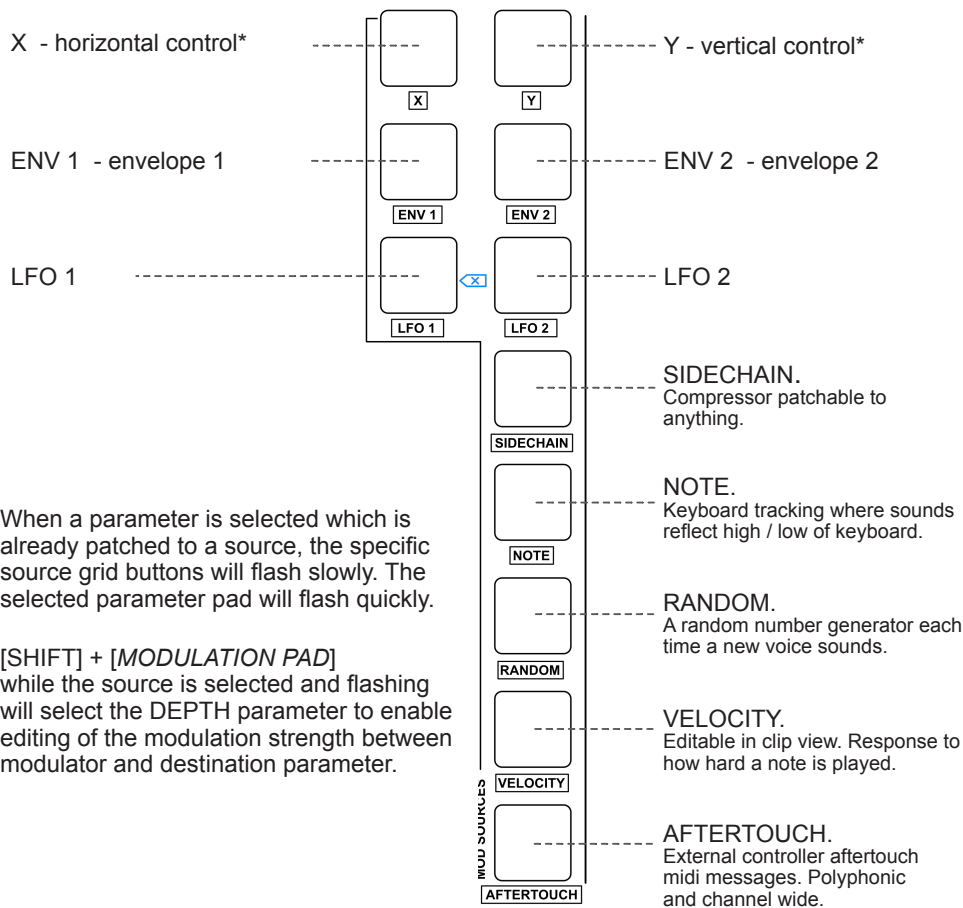 X - horizontal control*
Y - vertical control*
X
Y
ENV 1 - envelope 1
ENV 2 - envelope 2
ENV 1
ENV 2
LFO 1
LFO 2
LFO 1
LFO 2
SIDECHAIN.
Compressor patchable to
anything.
SIDECHAIN
NOTE.
Keyboard tracking where sounds
reflect high / low of keyboard.
NOTE
When a parameter is selected which is
already patched to a source, the specific
source grid buttons will flash slowly. The
selected parameter pad will flash quickly.
RANDOM.
A random number generator each
time a new voice sounds.
RANDOM
[SHIFT] + [MODULATION PAD]
while the source is selected and flashing
will select the DEPTH parameter to enable
editing of the modulation strength between
modulator and destination parameter.
VELOCITY.
Editable in clip view. Response to
how hard a note is played.
VELOCITY
MOD SOURCES
AFTERTOUCH.
External controller aftertouch
midi messages. Polyphonic
and channel wide.
AFTERTOUCH